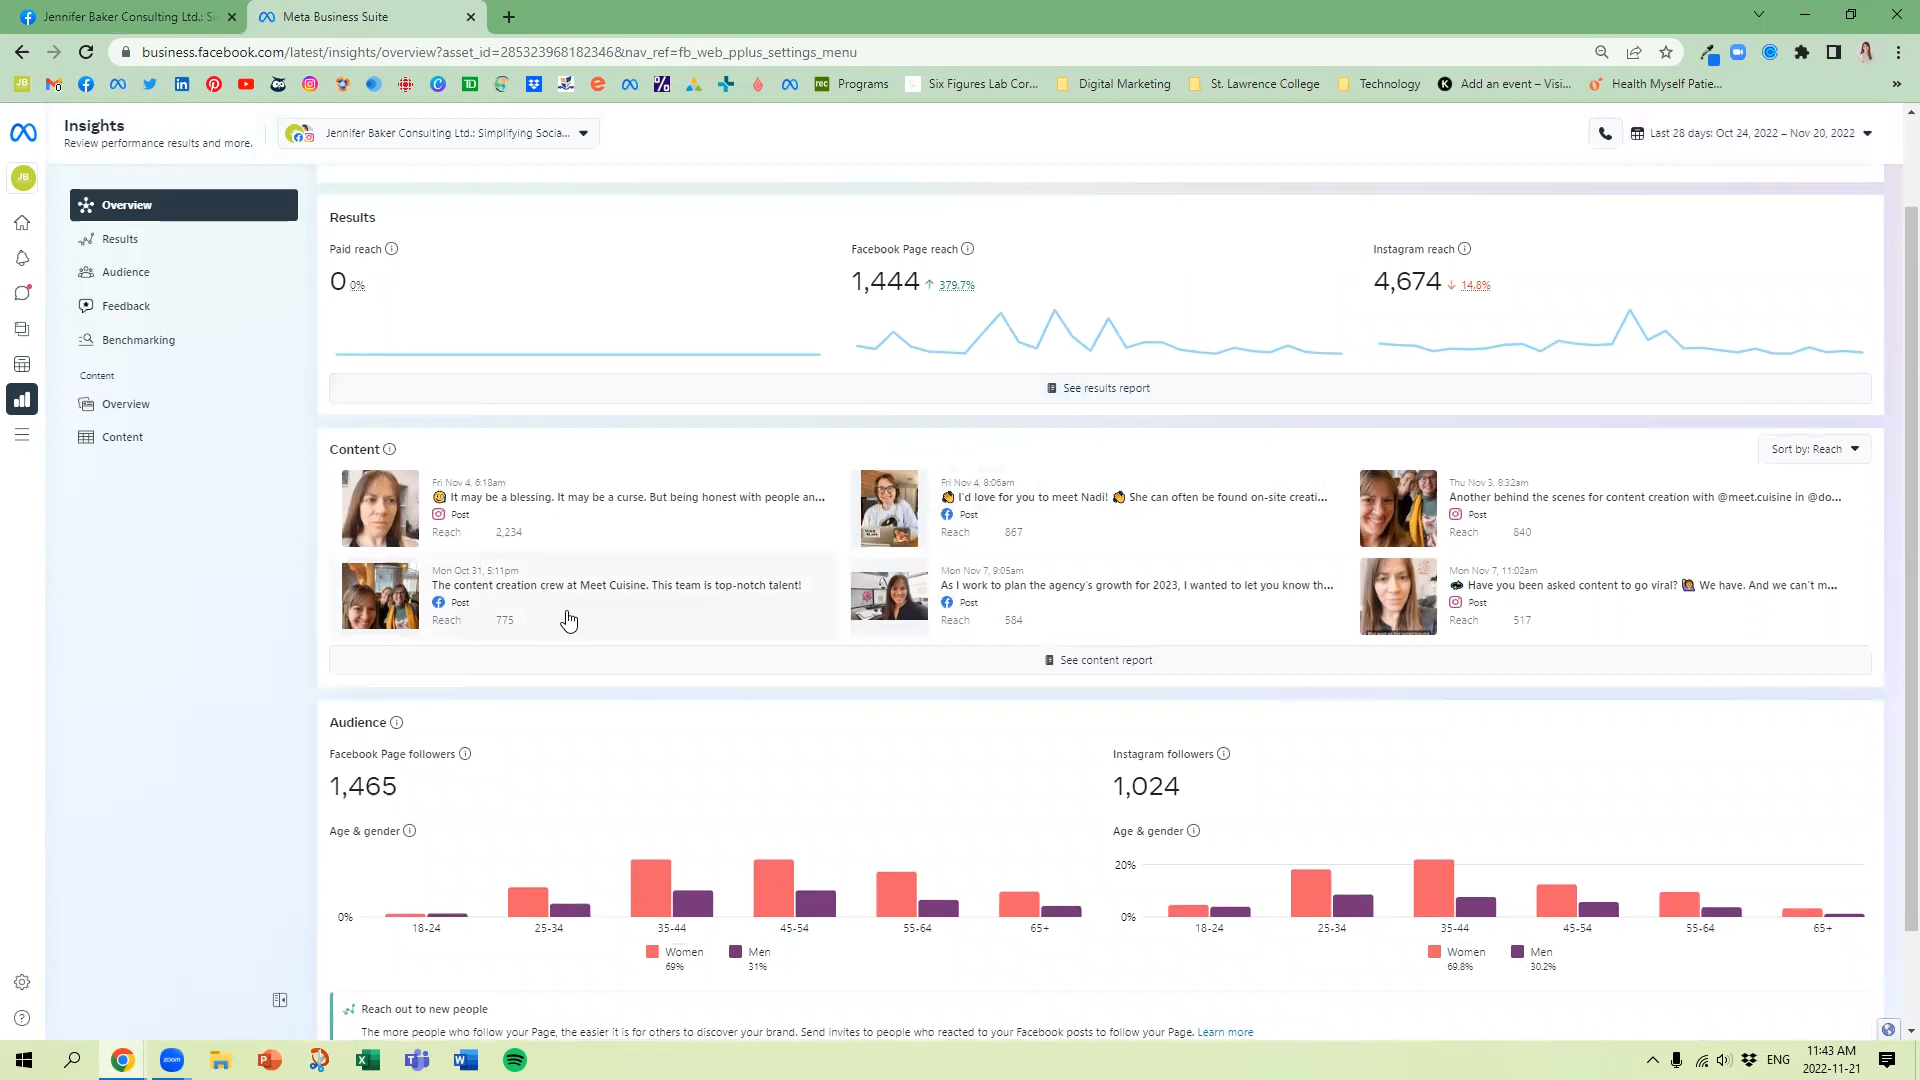 Jennifer Baker Consulting Ltd.: Si
Meta Business Suite
business.facebook.com/latest/insights/overview?asset_id=285323968182346&nav_ref=fb_web_pplus_settings_menu
Programs
Six Figures Lab Cor...
Digital Marketing
St. Lawrence College
Technology
Add an event – Visi...
Health Myself Patie...
Insights
Review performance results and more.
Jennifer Baker Consulting Ltd.: Simplifying Socia...
Last 28 days: Oct 24, 2022 – Nov 20, 2022
JB
Overview
Results
Audience
Feedback
Benchmarking
Content
Overview
Content
Results
Paid reach
0 0%
Facebook Page reach
1,444 ↑ 379.7%
Instagram reach
4,674 ↓ 14.8%
See results report
Content
Sort by: Reach
Fri Nov 4, 6:18am
It may be a blessing. It may be a curse. But being honest with people an...
Post
Reach 2,234
Fri Nov 4, 8:06am
I'd love for you to meet Nadi! 👏 She can often be found on-site creati...
Post
Reach 867
Thu Nov 3, 8:32am
Another behind the scenes for content creation with @meet.cuisine in @do...
Post
Reach 840
Mon Oct 31, 5:11pm
The content creation crew at Meet Cuisine. This team is top-notch talent!
Post
Reach 775
Mon Nov 7, 9:05am
As I work to plan the agency's growth for 2023, I wanted to let you know th...
Post
Reach 584
Mon Nov 7, 11:02am
Have you been asked content to go viral? 🙋 We have. And we can't m...
Post
Reach 517
See content report
Audience
Facebook Page followers
1,465
Age & gender
0%
18-24 25-34 35-44 45-54 55-64 65+
Women Men
69% 31%
Instagram followers
1,024
Age & gender
20%
0%
18-24 25-34 35-44 45-54 55-64 65+
Women Men
69.8% 30.2%
Reach out to new people
The more people who follow your Page, the easier it is for others to discover your brand. Send invites to people who reacted to your Facebook posts to follow your Page. Learn more
zoom
ENG
11:43 AM
2022-11-21